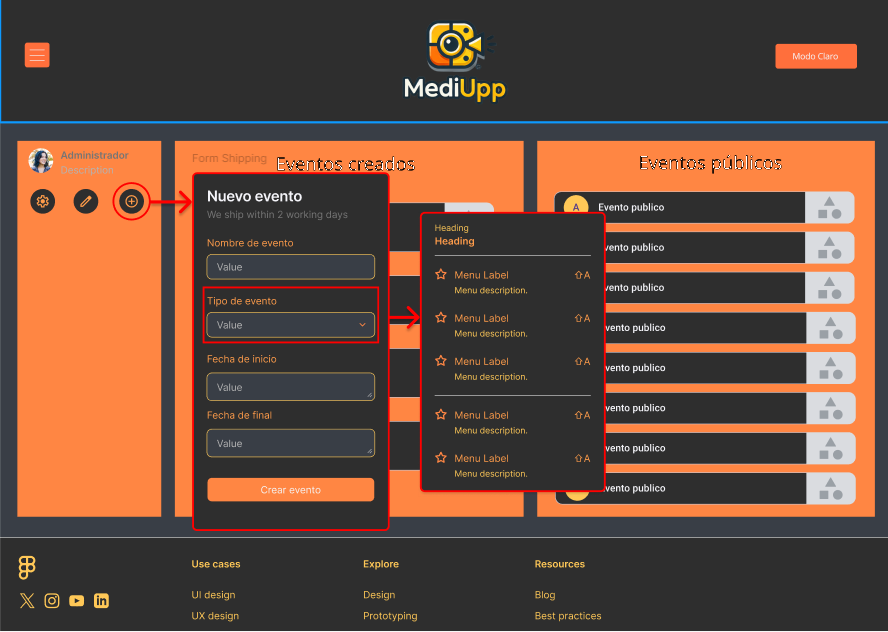 MediUpp
Modo Claro
Administrador
Description
Form Shipping
Eventos creados
Nuevo evento
We ship within 2 working days
Nombre de evento
Value
Tipo de evento
Value
Fecha de inicio
Value
Fecha de final
Value
Crear evento
Heading
Heading
Menu Label ⇧A
Menu description.
Menu Label ⇧A
Menu description.
Menu Label ⇧A
Menu description.
Menu Label ⇧A
Menu description.
Menu Label ⇧A
Menu description.
Eventos públicos
A Evento publico
vento publico
vento publico
vento publico
vento publico
vento publico
vento publico
vento publico
Use cases
UI design
UX design
Explore
Design
Prototyping
Resources
Blog
Best practices